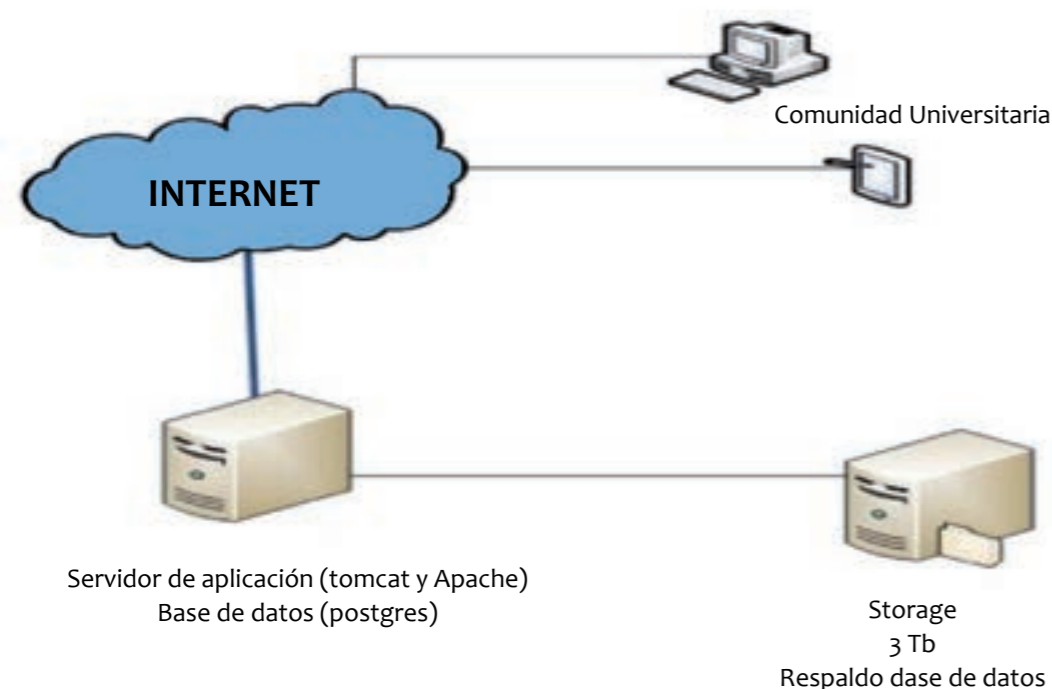 Comunidad Universitaria
INTERNET
Servidor de aplicación (tomcat y Apache)
Base de datos (postgres)
Storage
3 Tb
Respaldo dase de datos